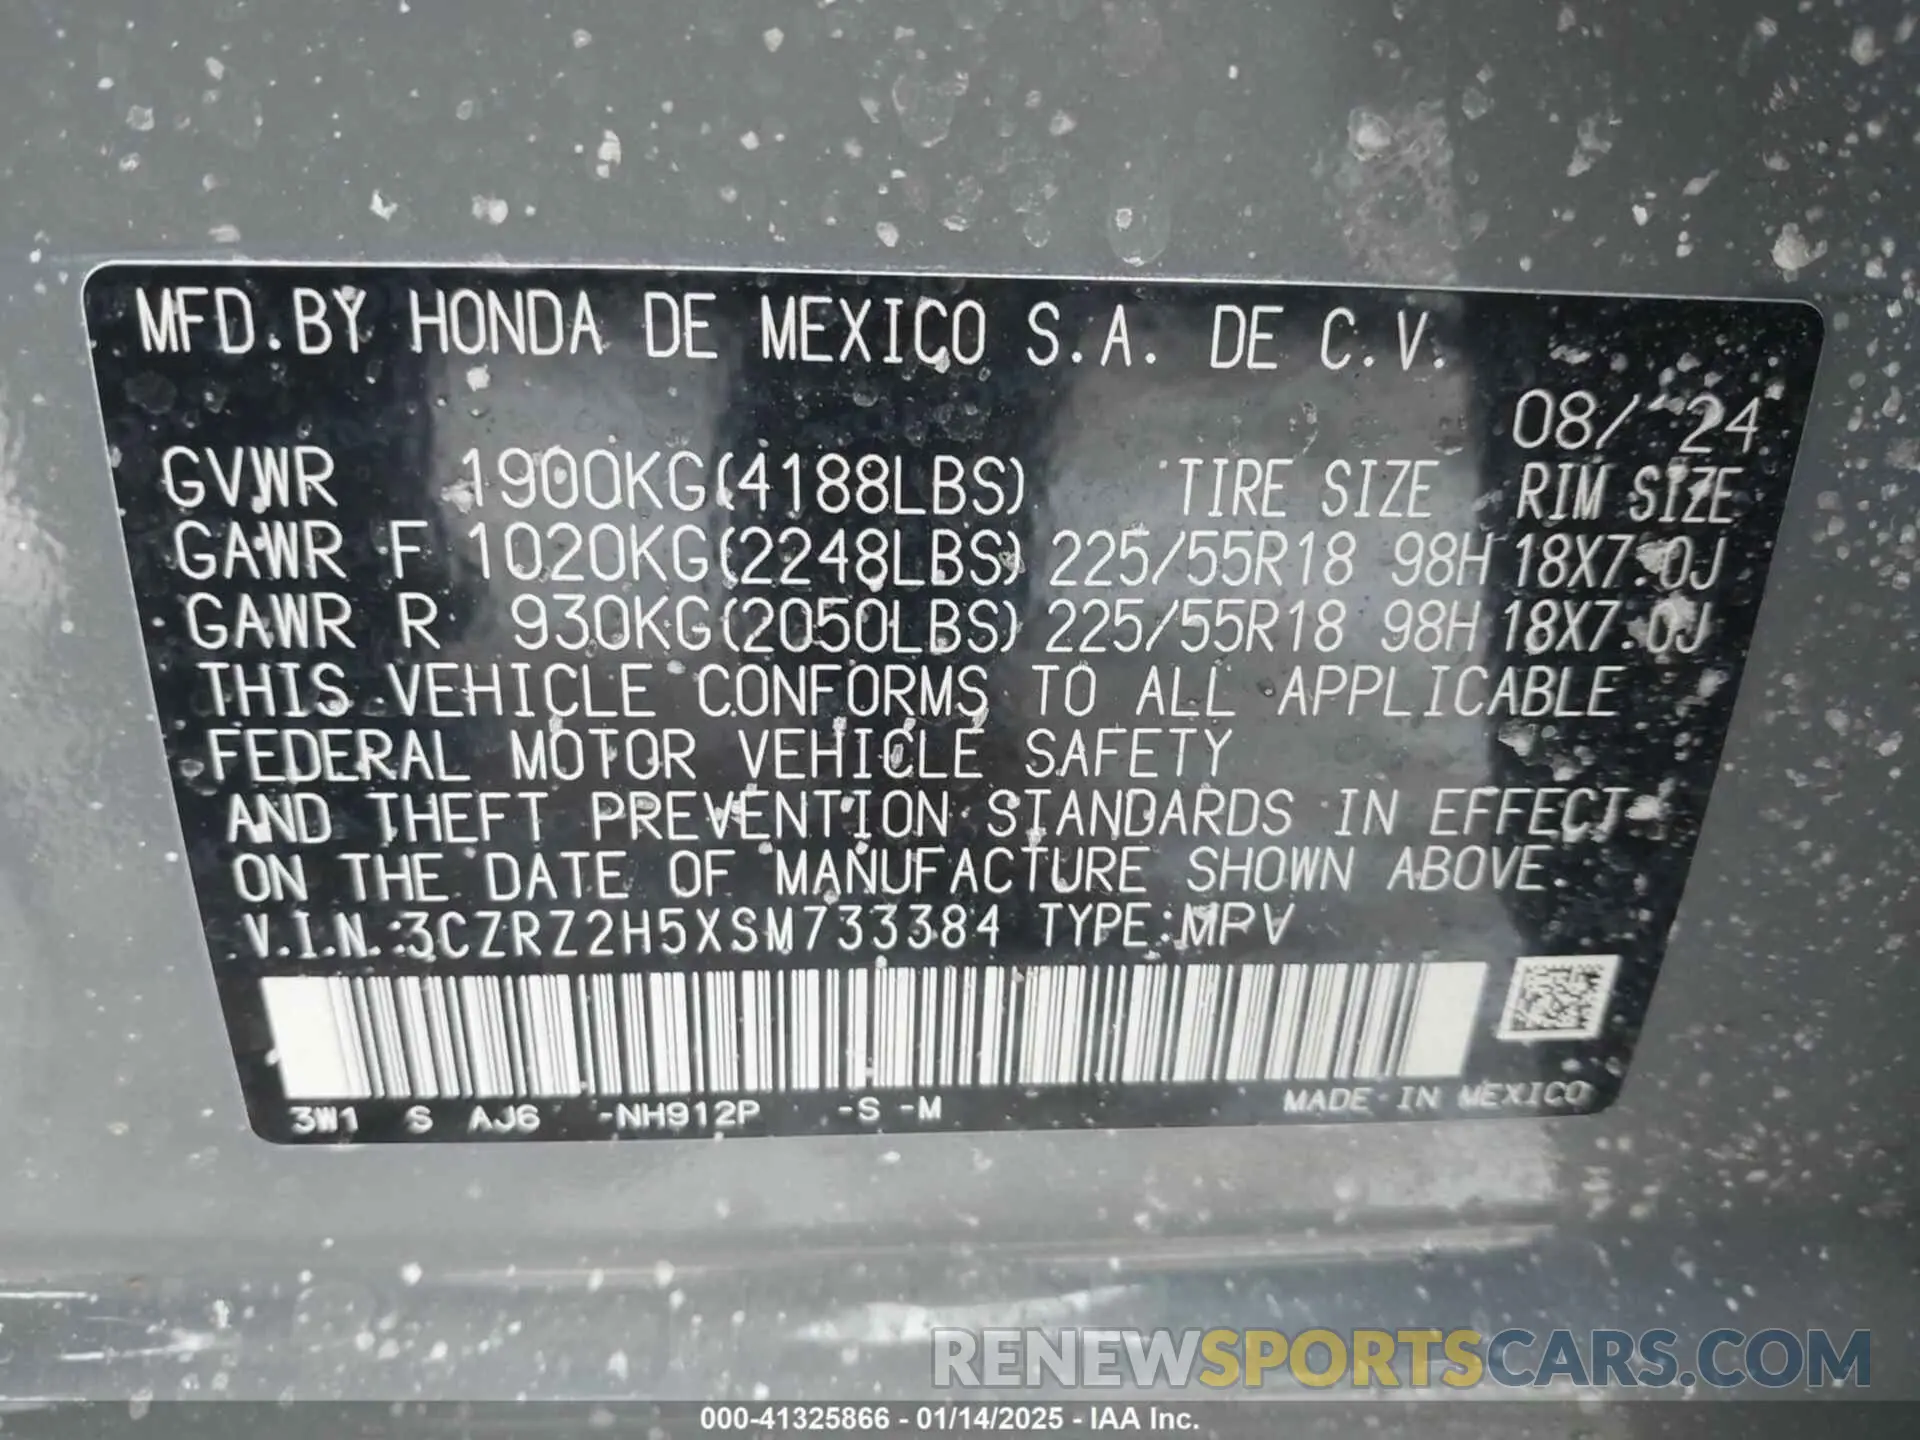 MFD.BY HONDA DE MEXICO S.A. DE C.V.
08/'24
GVWR 1900KG(4188LBS) TIRE SIZE RIM SIZE
GAWR F 1020KG(2248LBS) 225/55R18 98H 18X7.0J
GAWR R 930KG(2050LBS) 225/55R18 98H 18X7.0J
THIS VEHICLE CONFORMS TO ALL APPLICABLE
FEDERAL MOTOR VEHICLE SAFETY
AND THEFT PREVENTION STANDARDS IN EFFECT
ON THE DATE OF MANUFACTURE SHOWN ABOVE.
V.I.N.:3CZRZ2H5XSM733384 TYPE:MPV
3W1 S AJ6 -NH912P -S -M MADE IN MEXICO
RENEWSPORTSCARS.COM
000-41325866 - 01/14/2025 - IAA Inc.